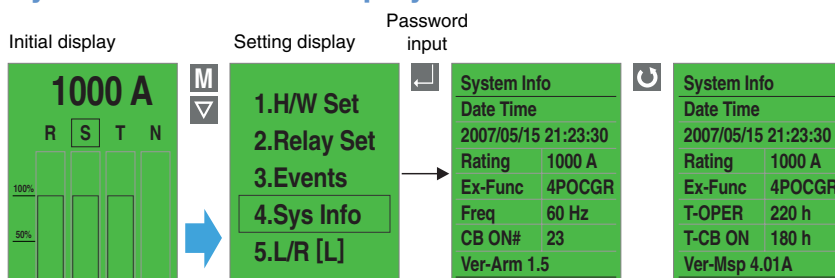 Initial display
Setting display
Password
input
1000 A
R S T N
100%
50%
M
1.H/W Set
2.Relay Set
3.Events
4.Sys Info
5.L/R [L]
System Info
Date Time
2007/05/15 21:23:30
Rating 1000 A
Ex-Func 4POCGR
Freq 60 Hz
CB ON# 23
Ver-Arm 1.5
System Info
Date Time
2007/05/15 21:23:30
Rating 1000 A
Ex-Func 4POCGR
T-OPER 220 h
T-CB ON 180 h
Ver-Msp 4.01A